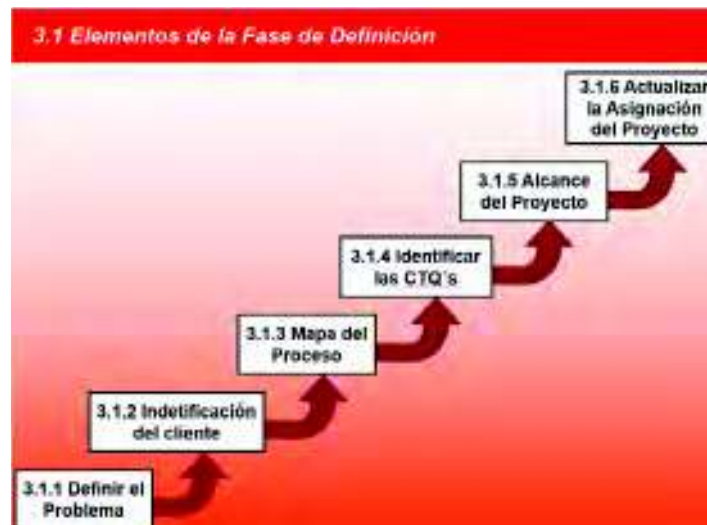 3.1 Elementos de la Fase de Definición
3.1.6 Actualizar
la Asignación
del Proyecto
3.1.5 Alcance
del Proyecto
3.1.4 Identificar
las CTQ´s
3.1.3 Mapa del
Proceso
3.1.2 Indetificación
del cliente
3.1.1 Definir el
Problema